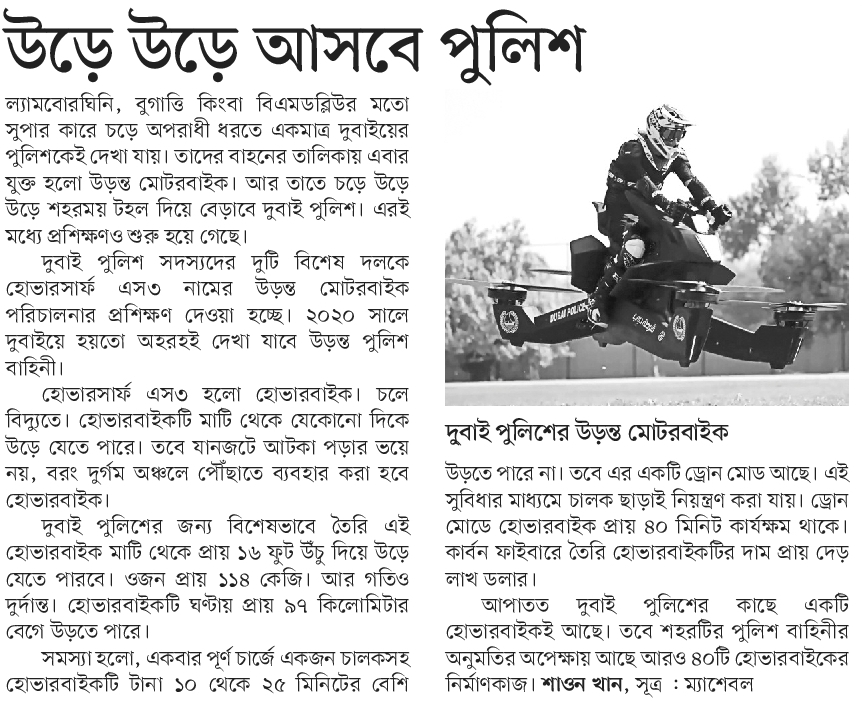 উড়ে উড়ে আসবে পুলিশ
ল্যামবোরঘিনি, বুগাত্তি কিংবা বিএমডব্লিউর মতো
সুপার কারে চড়ে অপরাধী ধরতে একমাত্র দুবাইয়ের
পুলিশকেই দেখা যায়। তাদের বাহনের তালিকায় এবার
যুক্ত হলো উড়ন্ত মোটরবাইক। আর তাতে চড়ে উড়ে
উড়ে শহরময় টহল দিয়ে বেড়াবে দুবাই পুলিশ। এরই
মধ্যে প্রশিক্ষণও শুরু হয়ে গেছে।
দুবাই পুলিশ সদস্যদের দুটি বিশেষ দলকে
হোভারসার্ফ এস৩ নামের উড়ন্ত মোটরবাইক
পরিচালনার প্রশিক্ষণ দেওয়া হচ্ছে। ২০২০ সালে
দুবাইয়ে হয়তো অহরহই দেখা যাবে উড়ন্ত পুলিশ
বাহিনী।
হোভারসার্ফ এস৩ হলো হোভারবাইক। চলে
বিদ্যুতে। হোভারবাইকটি মাটি থেকে যেকোনো দিকে
উড়ে যেতে পারে। তবে যানজটে আটকা পড়ার ভয়ে
নয়, বরং দুর্গম অঞ্চলে পৌঁছাতে ব্যবহার করা হবে
হোভারবাইক।
দুবাই পুলিশের জন্য বিশেষভাবে তৈরি এই
হোভারবাইক মাটি থেকে প্রায় ১৬ ফুট উঁচু দিয়ে উড়ে
যেতে পারবে। ওজন প্রায় ১১৪ কেজি। আর গতিও
দুর্দান্ত। হোভারবাইকটি ঘণ্টায় প্রায় ৯৭ কিলোমিটার
বেগে উড়তে পারে।
সমস্যা হলো, একবার পূর্ণ চার্জে একজন চালকসহ
হোভারবাইকটি টানা ১০ থেকে ২৫ মিনিটের বেশি
DUBAI POLICE
দুবাই পুলিশের উড়ন্ত মোটরবাইক
উড়তে পারে না। তবে এর একটি ড্রোন মোড আছে। এই
সুবিধার মাধ্যমে চালক ছাড়াই নিয়ন্ত্রণ করা যায়। ড্রোন
মোডে হোভারবাইক প্রায় ৪০ মিনিট কার্যক্ষম থাকে।
কার্বন ফাইবারে তৈরি হোভারবাইকটির দাম প্রায় দেড়
লাখ ডলার।
আপাতত দুবাই পুলিশের কাছে একটি
হোভারবাইকই আছে। তবে শহরটির পুলিশ বাহিনীর
অনুমতির অপেক্ষায় আছে আরও ৪০টি হোভারবাইকের
নির্মাণকাজ। শাওন খান, সূত্র : ম্যাশেবল